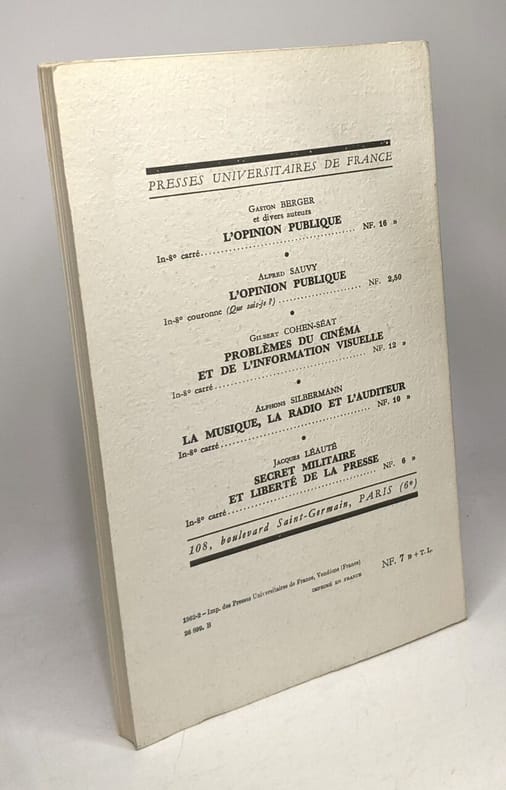 PRESSES UNIVERSITAIRES DE FRANCE
Gaston BERGER
et divers auteurs
L'OPINION PUBLIQUE
In-8° carré........................................ NF. 16 »
Alfred SAUVY
L'OPINION PUBLIQUE
In-8° couronne (Que sais-je ?) ...................... NF. 2,50
Gilbert COHEN-SÉAT
PROBLÈMES DU CINÉMA
ET DE L'INFORMATION VISUELLE
In-8° carré........................................ NF. 12 »
Alphons SILBERMANN
LA MUSIQUE, LA RADIO ET L'AUDITEUR
In-8° carré........................................ NF. 10 »
Jacques LÉAUTÉ
SECRET MILITAIRE
ET LIBERTÉ DE LA PRESSE
In-8° carré........................................ NF. 6 »
108, boulevard Saint-Germain, PARIS (6e)
1962-2 – Imp. des Presses Universitaires de France, Vendôme (France)
IMPRIMÉ EN FRANCE
NF. 7 B + T. L.